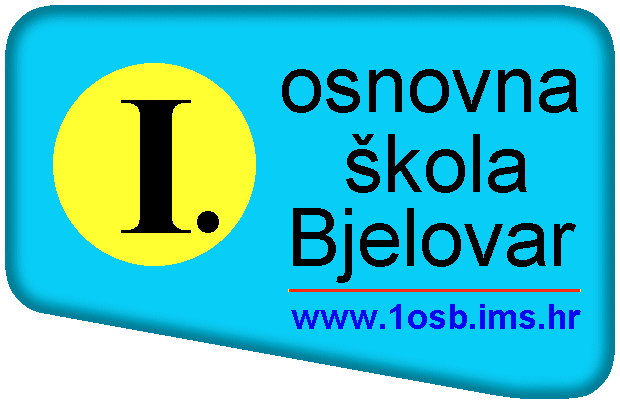 I.
osnovna
škola
Bjelovar
www.1osb.ims.hr